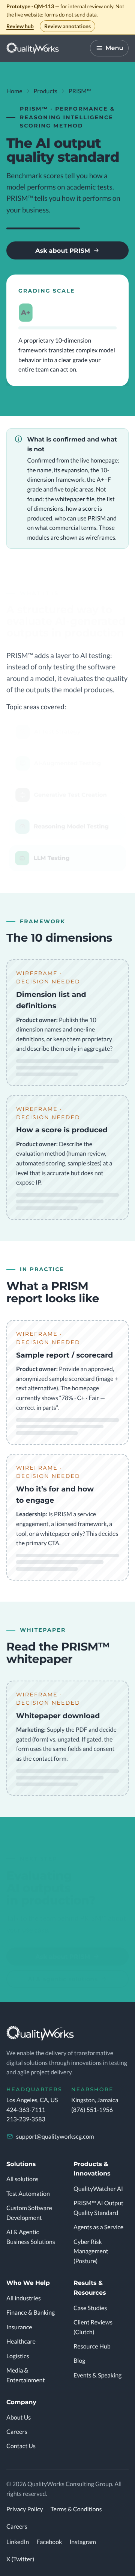 Prototype · QM-113 — for internal review only. Not
the live website; forms do not send data.
Review hub Review annotations
QualityWorks
Menu
Home Products PRISM™
PRISM™ · PERFORMANCE &
REASONING INTELLIGENCE
SCORING METHOD
The AI output
quality standard
Benchmark scores tell you how a
model performs on academic tests.
PRISM™ tells you how it performs on
your business.
Ask about PRISM →
GRADING SCALE
A+
A proprietary 10-dimension
framework translates complex model
behavior into a clear grade your
entire team can act on.
What is confirmed and what
is not
Confirmed from the live homepage:
the name, its expansion, the 10-
dimension framework, the A+–F
grade and the topic areas. Not
found: the whitepaper file, the list
of dimensions, how a score is
produced, who can use PRISM and
on what commercial terms. Those
modules are shown as wireframes.
PRISM™ adds a layer to AI testing:
instead of only testing the software
around a model, it evaluates the quality
of the outputs the model produces.
Topic areas covered:
LLM Testing
FRAMEWORK
The 10 dimensions
WIREFRAME
DECISION NEEDED
Dimension list and
definitions
Product owner: Publish the 10
dimension names and one-line
definitions, or keep them proprietary
and describe them only in aggregate?
WIREFRAME
DECISION NEEDED
How a score is produced
Product owner: Describe the
evaluation method (human review,
automated scoring, sample sizes) at a
level that is accurate but does not
expose IP.
IN PRACTICE
What a PRISM
report looks like
WIREFRAME
DECISION NEEDED
Sample report / scorecard
Product owner: Provide an approved,
anonymized sample scorecard (image +
text alternative). The homepage
currently shows "78% · C+ · Fair —
correct in parts".
WIREFRAME
DECISION NEEDED
Who it's for and how
to engage
Leadership: Is PRISM a service
engagement, a licensed framework, a
tool, or a whitepaper only? This decides
the primary CTA.
WHITEPAPER
Read the PRISM™
whitepaper
WIREFRAME
DECISION NEEDED
Whitepaper download
Marketing: Supply the PDF and decide
gated (form) vs. ungated. If gated, the
form uses the same fields and consent
as the contact form.
QualityWorks
We enable the delivery of transformative
digital solutions through innovations in testing
and agile project delivery.
HEADQUARTERS
Los Angeles, CA, US
424-363-7111
213-239-3583
NEARSHORE
Kingston, Jamaica
(876) 551-1956
support@qualityworkscg.com
Solutions
All solutions
Test Automation
Custom Software
Development
AI & Agentic
Business Solutions
Products &
Innovations
QualityWatcher AI
PRISM™ AI Output
Quality Standard
Agents as a Service
Cyber Risk
Management
(Posture)
Who We Help
All industries
Finance & Banking
Insurance
Healthcare
Logistics
Media &
Entertainment
Results &
Resources
Case Studies
Client Reviews
(Clutch)
Resource Hub
Blog
Events & Speaking
Company
About Us
Careers
Contact Us
© 2026 QualityWorks Consulting Group. All
rights reserved.
Privacy Policy Terms & Conditions
Careers
LinkedIn Facebook Instagram
X (Twitter)